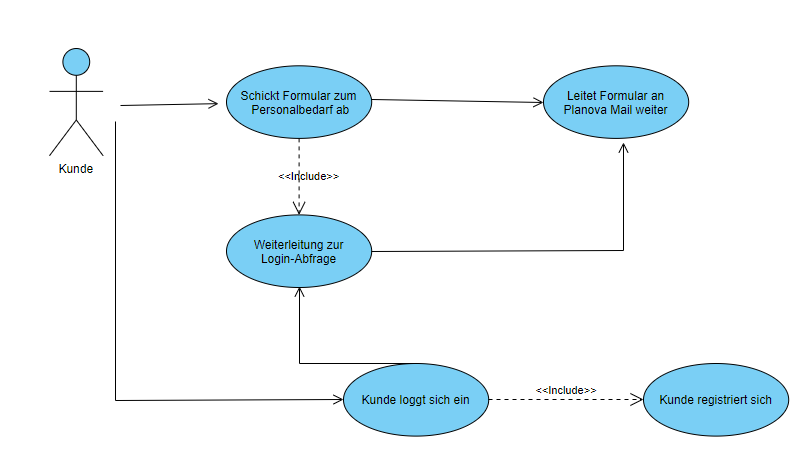 Schickt Formular zum
Personalbedarf ab
Leitet Formular an
Planova Mail weiter
Kunde
<<Include>>
Weiterleitung zur
Login-Abfrage
<<Include>>
Kunde loggt sich ein
Kunde registriert sich